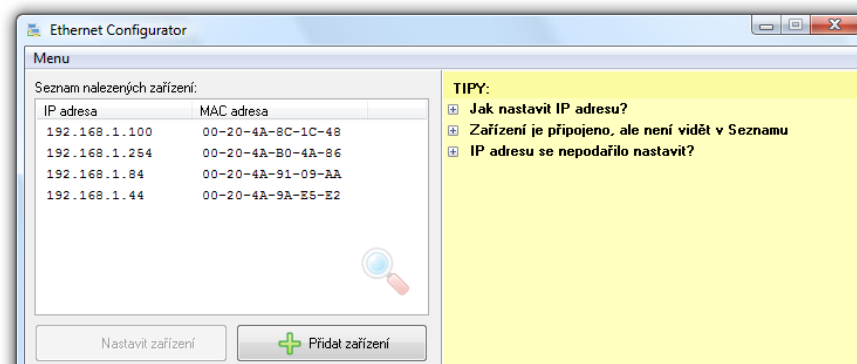 Ethernet Configurator
Menu
Seznam nalezených zařízení:
IP adresa MAC adresa
192.168.1.100 00-20-4A-8C-1C-48
192.168.1.254 00-20-4A-B0-4A-86
192.168.1.84 00-20-4A-91-09-AA
192.168.1.44 00-20-4A-9A-E5-E2
Nastavit zařízení
Přidat zařízení
TIPY:
Jak nastavit IP adresu?
Zařízení je připojeno, ale není vidět v Seznamu
IP adresu se nepodařilo nastavit?